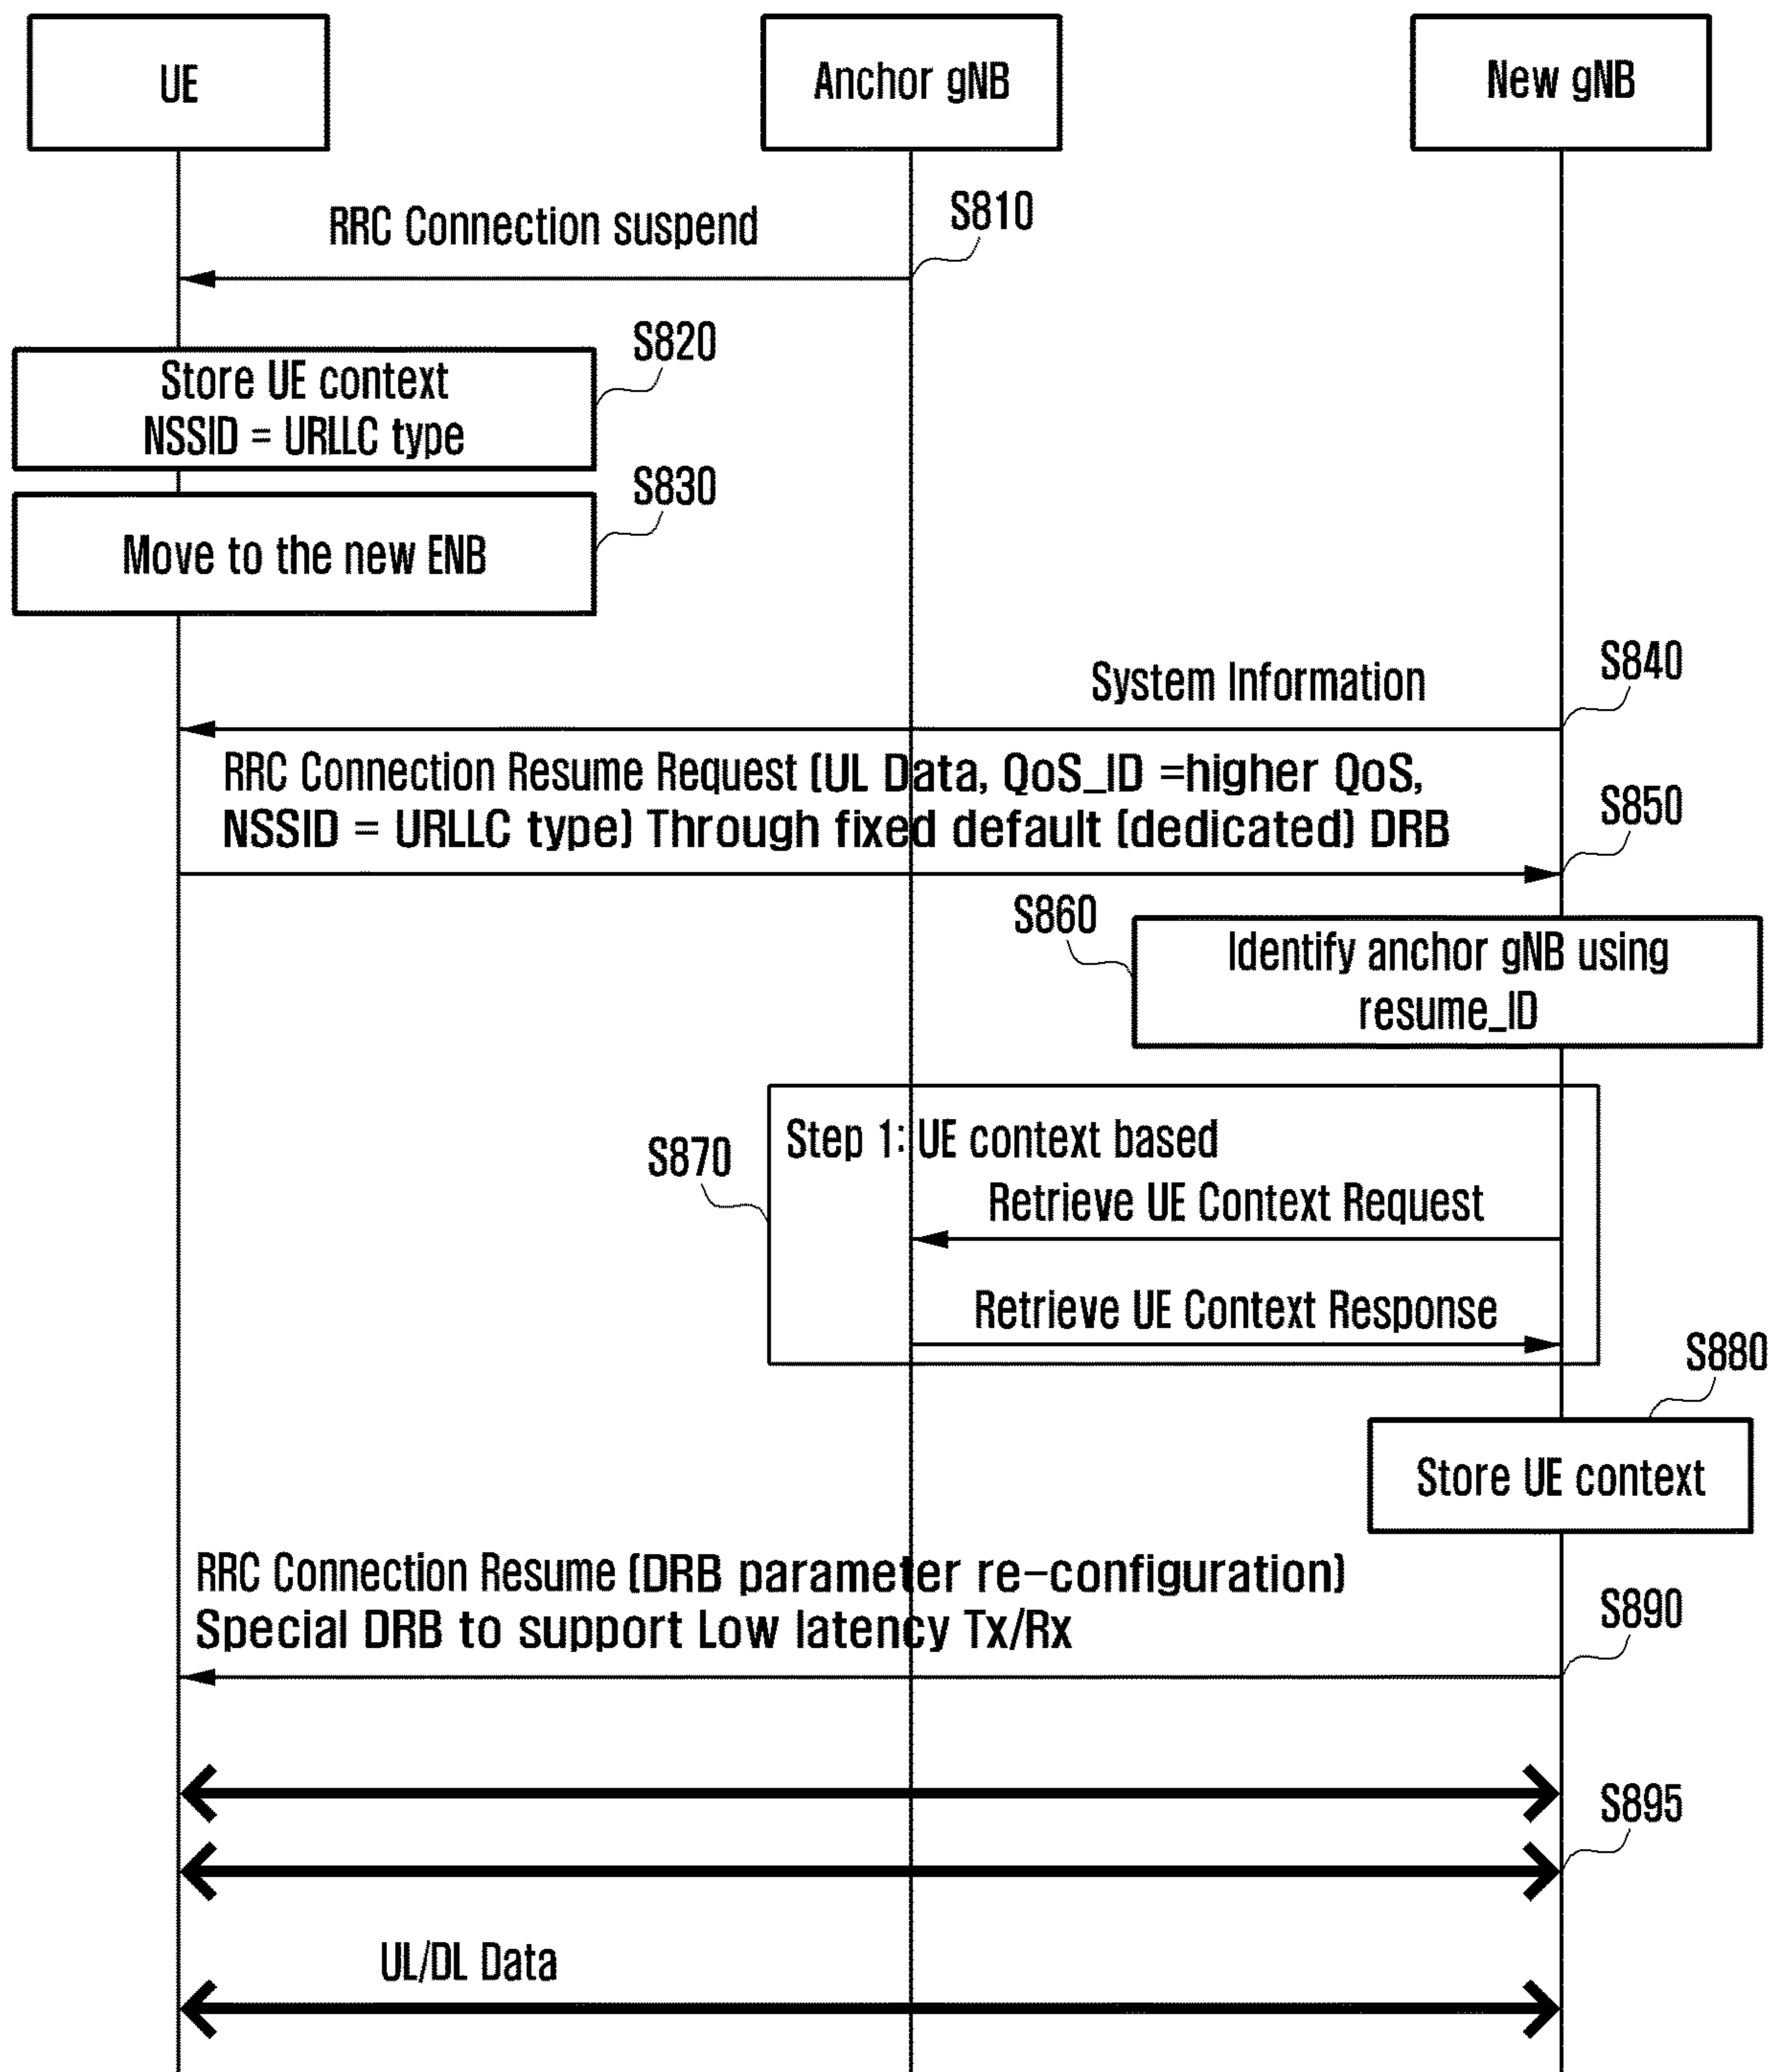 UE
Anchor gNB
New gNB
RRC Connection suspend
S810
S820
Store UE context
NSSID = URLLC type
S830
Move to the new ENB
System Information
S840
RRC Connection Resume Request (UL Data, QoS_ID =higher QoS,
NSSID = URLLC type) Through fixed default (dedicated) DRB
S850
S860
Identify anchor gNB using
resume_ID
S870
Step 1: UE context based
Retrieve UE Context Request
Retrieve UE Context Response
S880
Store UE context
RRC Connection Resume (DRB parameter re-configuration)
Special DRB to support Low latency Tx/Rx
S890
S895
UL/DL Data